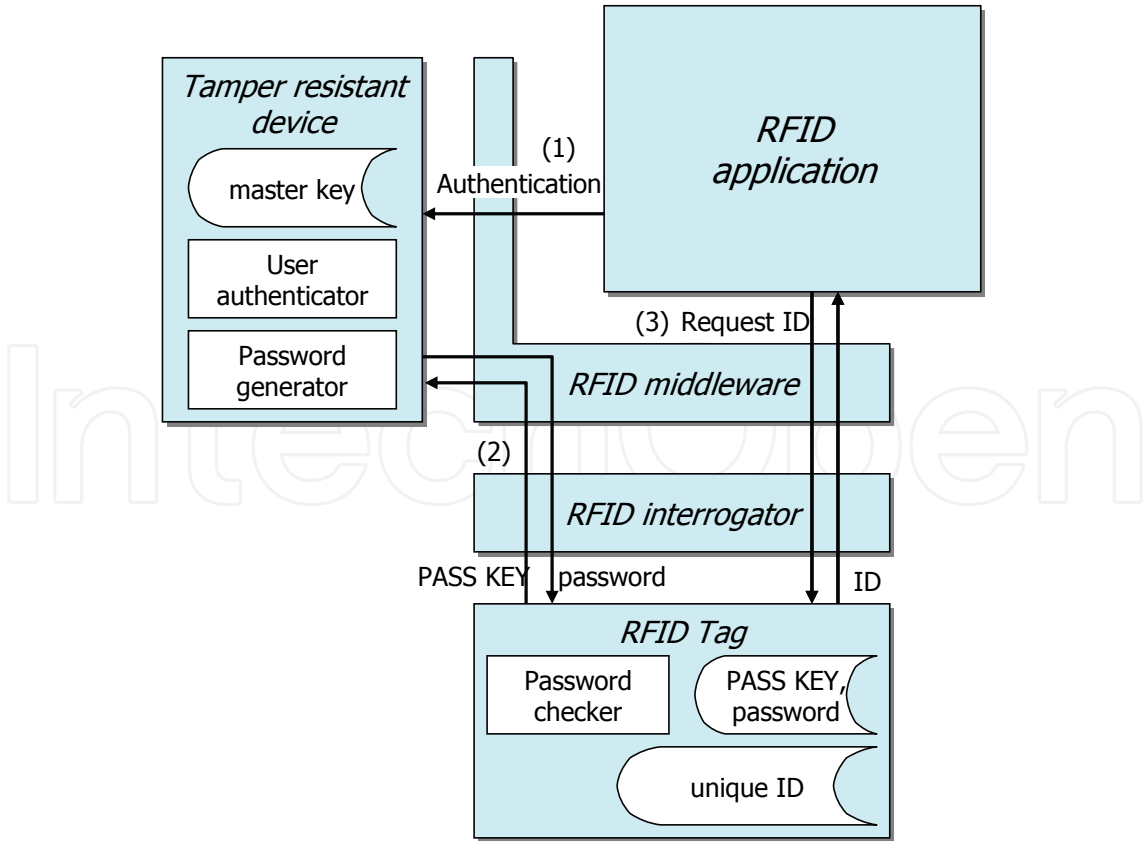 Tamper resistant
device
master key
User
authenticator
Password
generator
(1)
Authentication
RFID
application
(3) Request ID
RFID middleware
(2)
RFID interrogator
PASS KEY
password
ID
RFID Tag
Password
checker
PASS KEY,
password
unique ID
IntechOpen